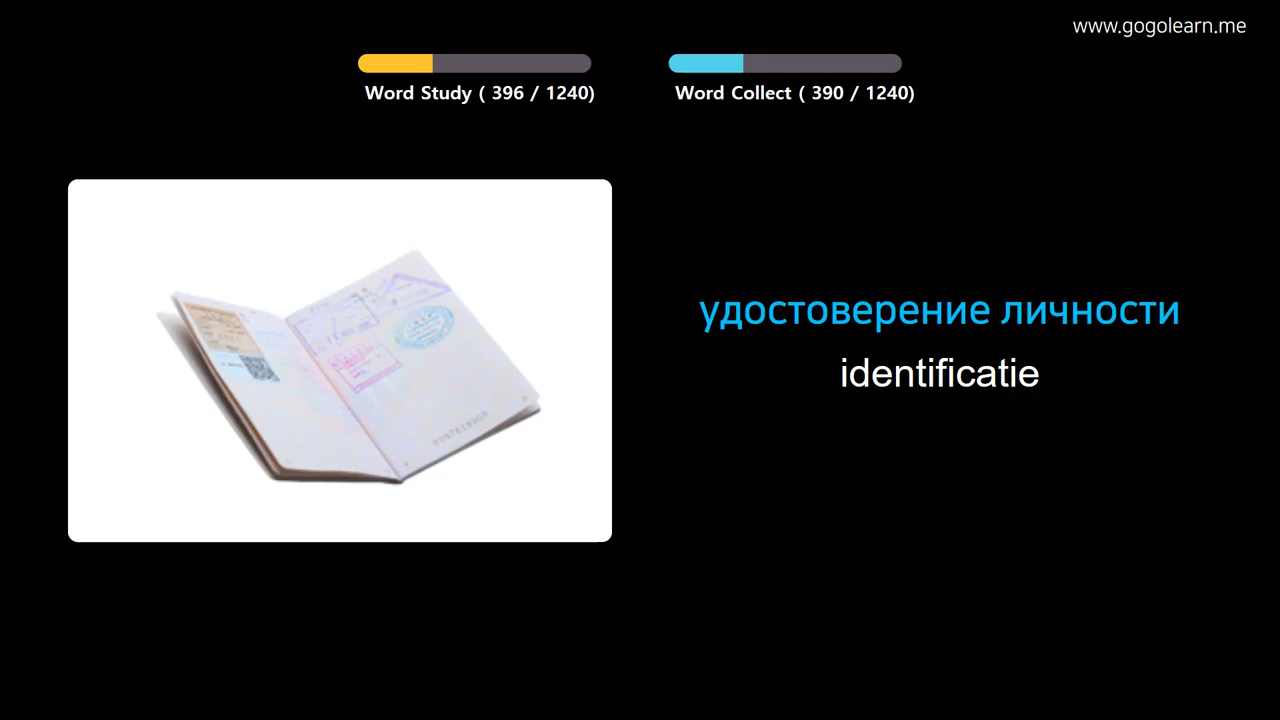 www.gogolearn.me
Word Study ( 396 / 1240)
Word Collect ( 390 / 1240)
удостоверение личности
identificatie